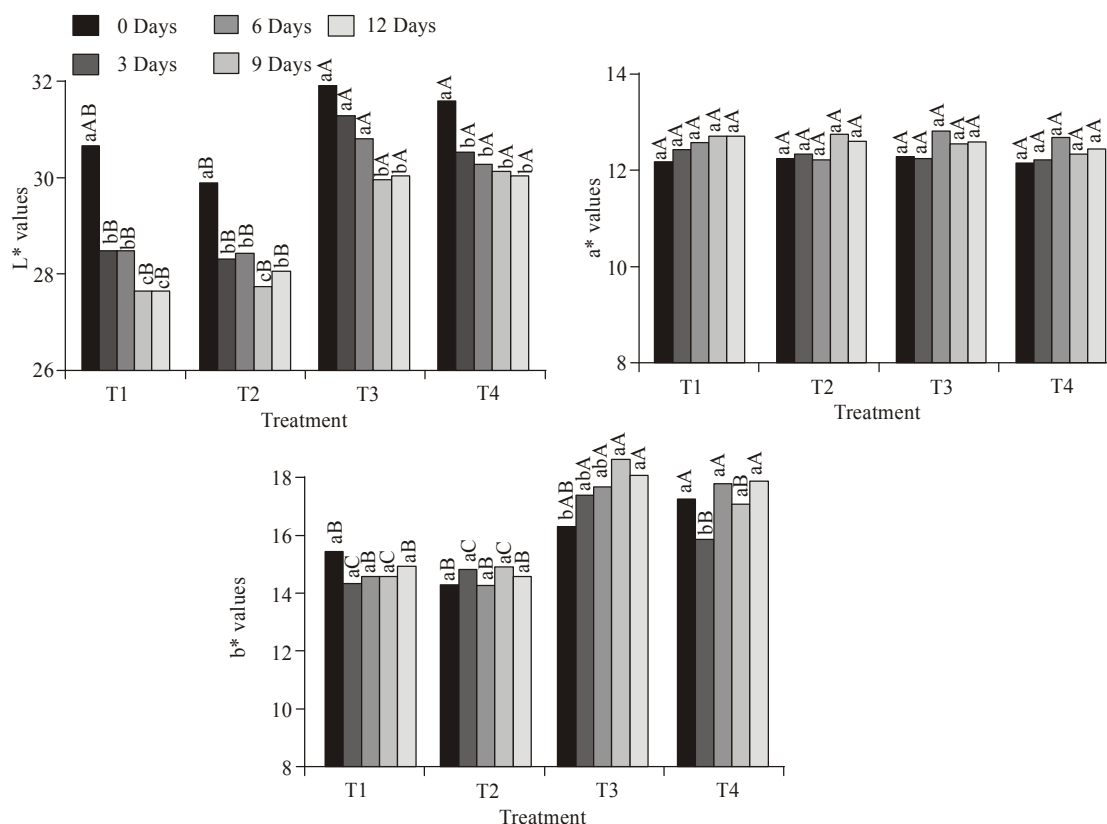 0 Days 6 Days 12 Days
3 Days 9 Days
32
30
28
26
L* values
aAB bB bB cB cB
aB bB bB cB bB
aA aA aA bA bA
aA bA bA bA bA
T1 T2 T3 T4
Treatment
14
12
10
8
a* values
aA aA aA aA aA
aA aA aA aA aA
aA aA aA aA aA
aA aA aA aA aA
T1 T2 T3 T4
Treatment
18
16
14
12
10
8
b* values
aB aC aB aC aB
aB aC aB aC aB
bAB abA abA aA aA
aA bB aA aB aA
T1 T2 T3 T4
Treatment